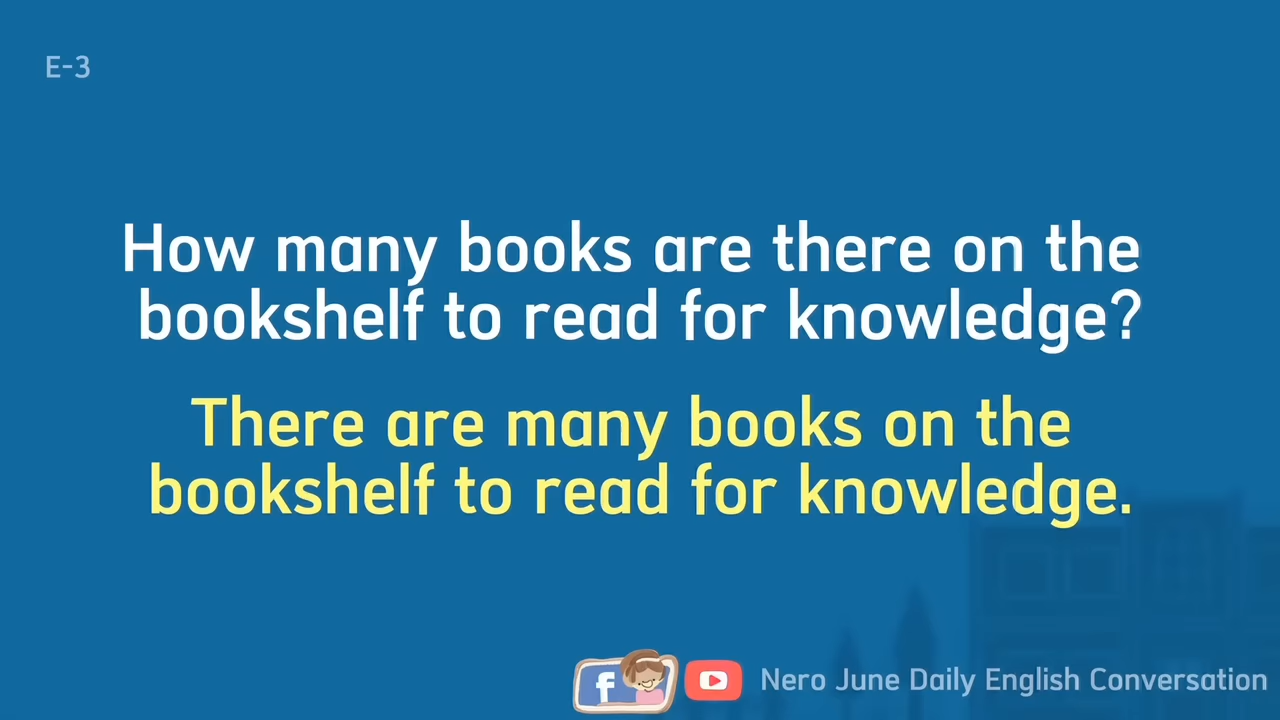 E-3
How many books are there on the
bookshelf to read for knowledge?
There are many books on the
bookshelf to read for knowledge.
f
Nero June Daily English Conversation